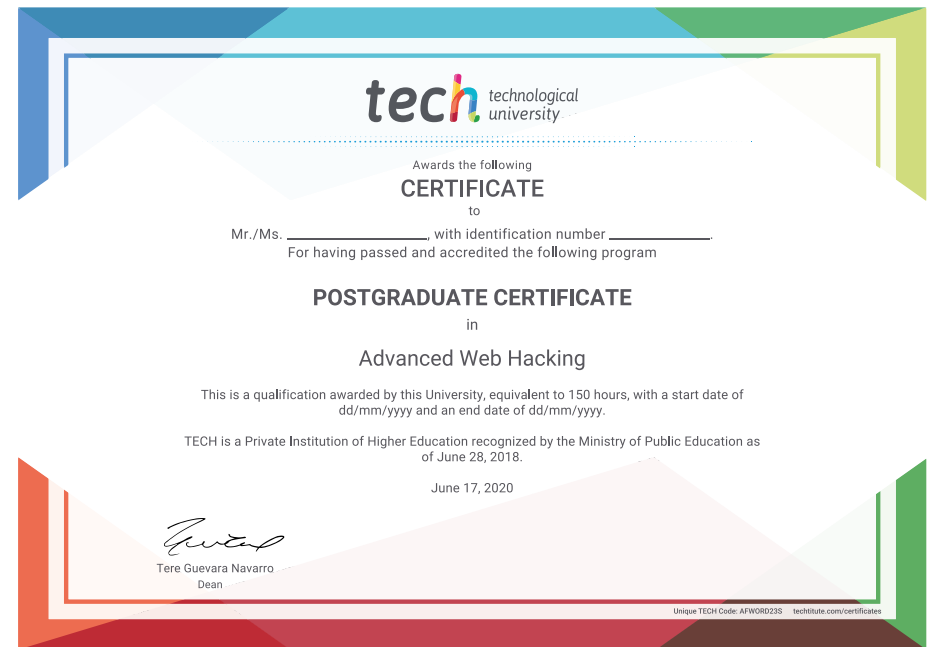 tech technological
university
Awards the following
CERTIFICATE
to
Mr./Ms. ____________________, with identification number ______________.
For having passed and accredited the following program
POSTGRADUATE CERTIFICATE
in
Advanced Web Hacking
This is a qualification awarded by this University, equivalent to 150 hours, with a start date of
dd/mm/yyyy and an end date of dd/mm/yyyy.
TECH is a Private Institution of Higher Education recognized by the Ministry of Public Education as
of June 28, 2018.
June 17, 2020
Tere Guevara Navarro
Dean
Unique TECH Code: AFWORD23S techtitute.com/certificates